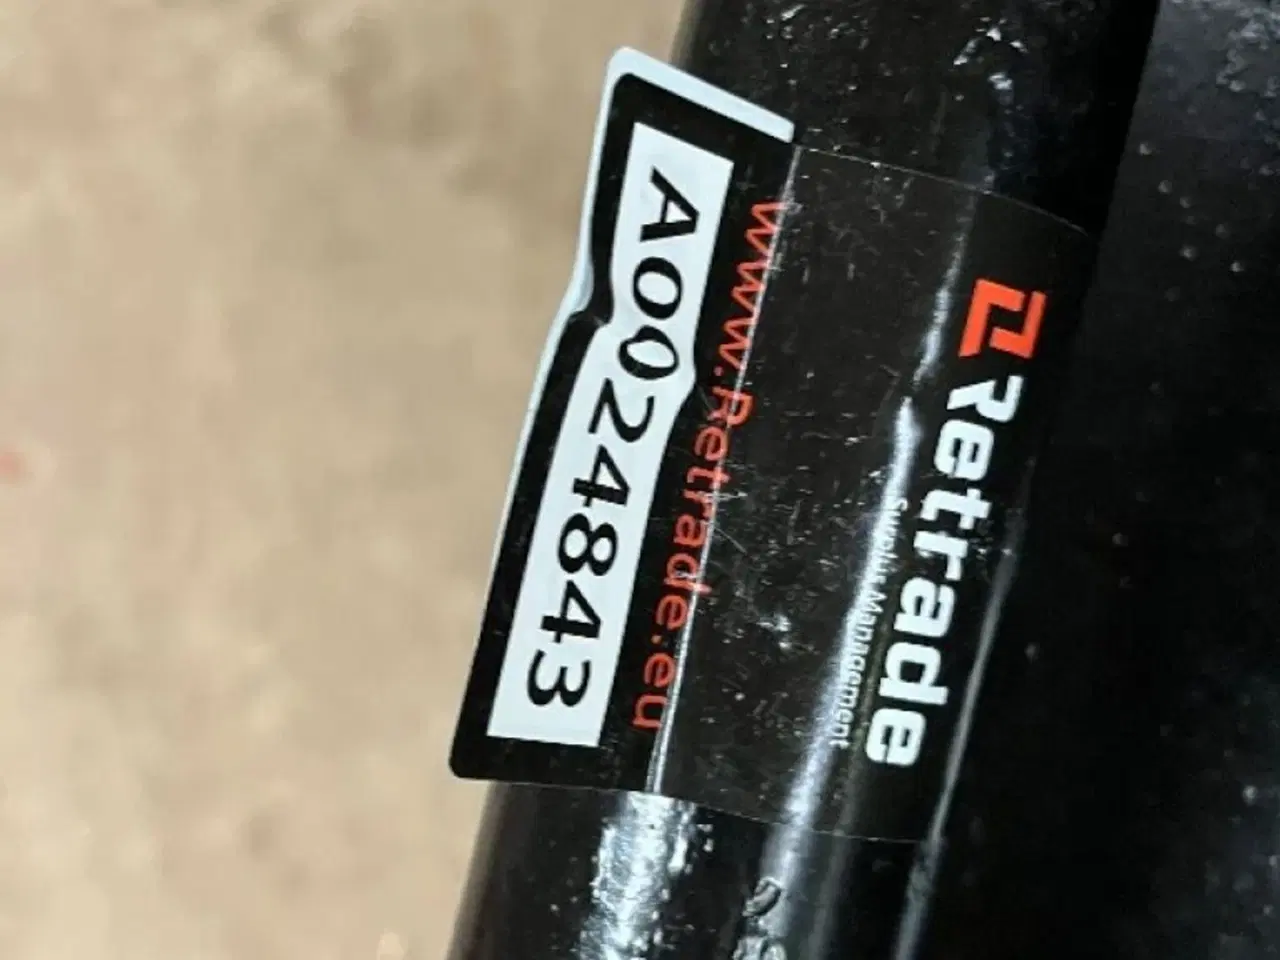 Retrade
Surplus Management
www.Retrade.eu
A0024843